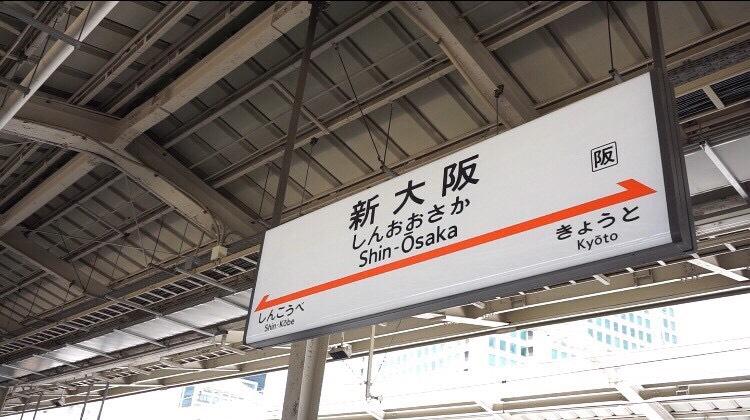 阪
新大阪
しんおおさか
Shin-Ōsaka
きょうと
Kyōto
しんこうべ
Shin-Kōbe